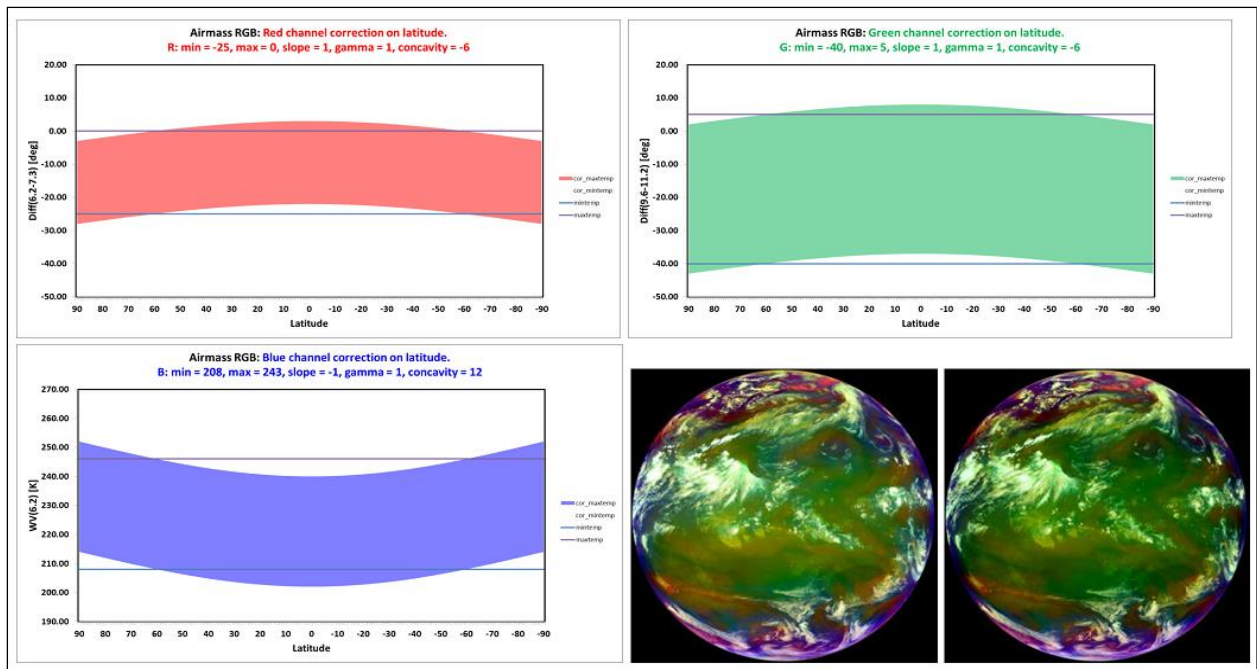 Airmass RGB: Red channel correction on latitude.
R: min = -25, max = 0, slope = 1, gamma = 1, concavity = -6
20.00
10.00
0.00
-10.00
-20.00
-30.00
-40.00
-50.00
Diff(6.2-7.3) [deg]
90 80 70 60 50 40 30 20 10 0 -10 -20 -30 -40 -50 -60 -70 -80 -90
Latitude
cor_maxtemp
cor_mintemp
mintemp
maxtemp
Airmass RGB: Green channel correction on latitude.
G: min = -40, max= 5, slope = 1, gamma = 1, concavity = -6
20.00
10.00
0.00
-10.00
-20.00
-30.00
-40.00
-50.00
Diff(9.6-11.2) [deg]
90 80 70 60 50 40 30 20 10 0 -10 -20 -30 -40 -50 -60 -70 -80 -90
Latitude
cor_maxtemp
cor_mintemp
mintemp
maxtemp
Airmass RGB: Blue channel correction on latitude.
B: min = 208, max = 243, slope = -1, gamma = 1, concavity = 12
270.00
260.00
250.00
240.00
230.00
220.00
210.00
200.00
190.00
WV(6.2) [K]
90 80 70 60 50 40 30 20 10 0 -10 -20 -30 -40 -50 -60 -70 -80 -90
Latitude
cor_maxtemp
cor_mintemp
mintemp
maxtemp